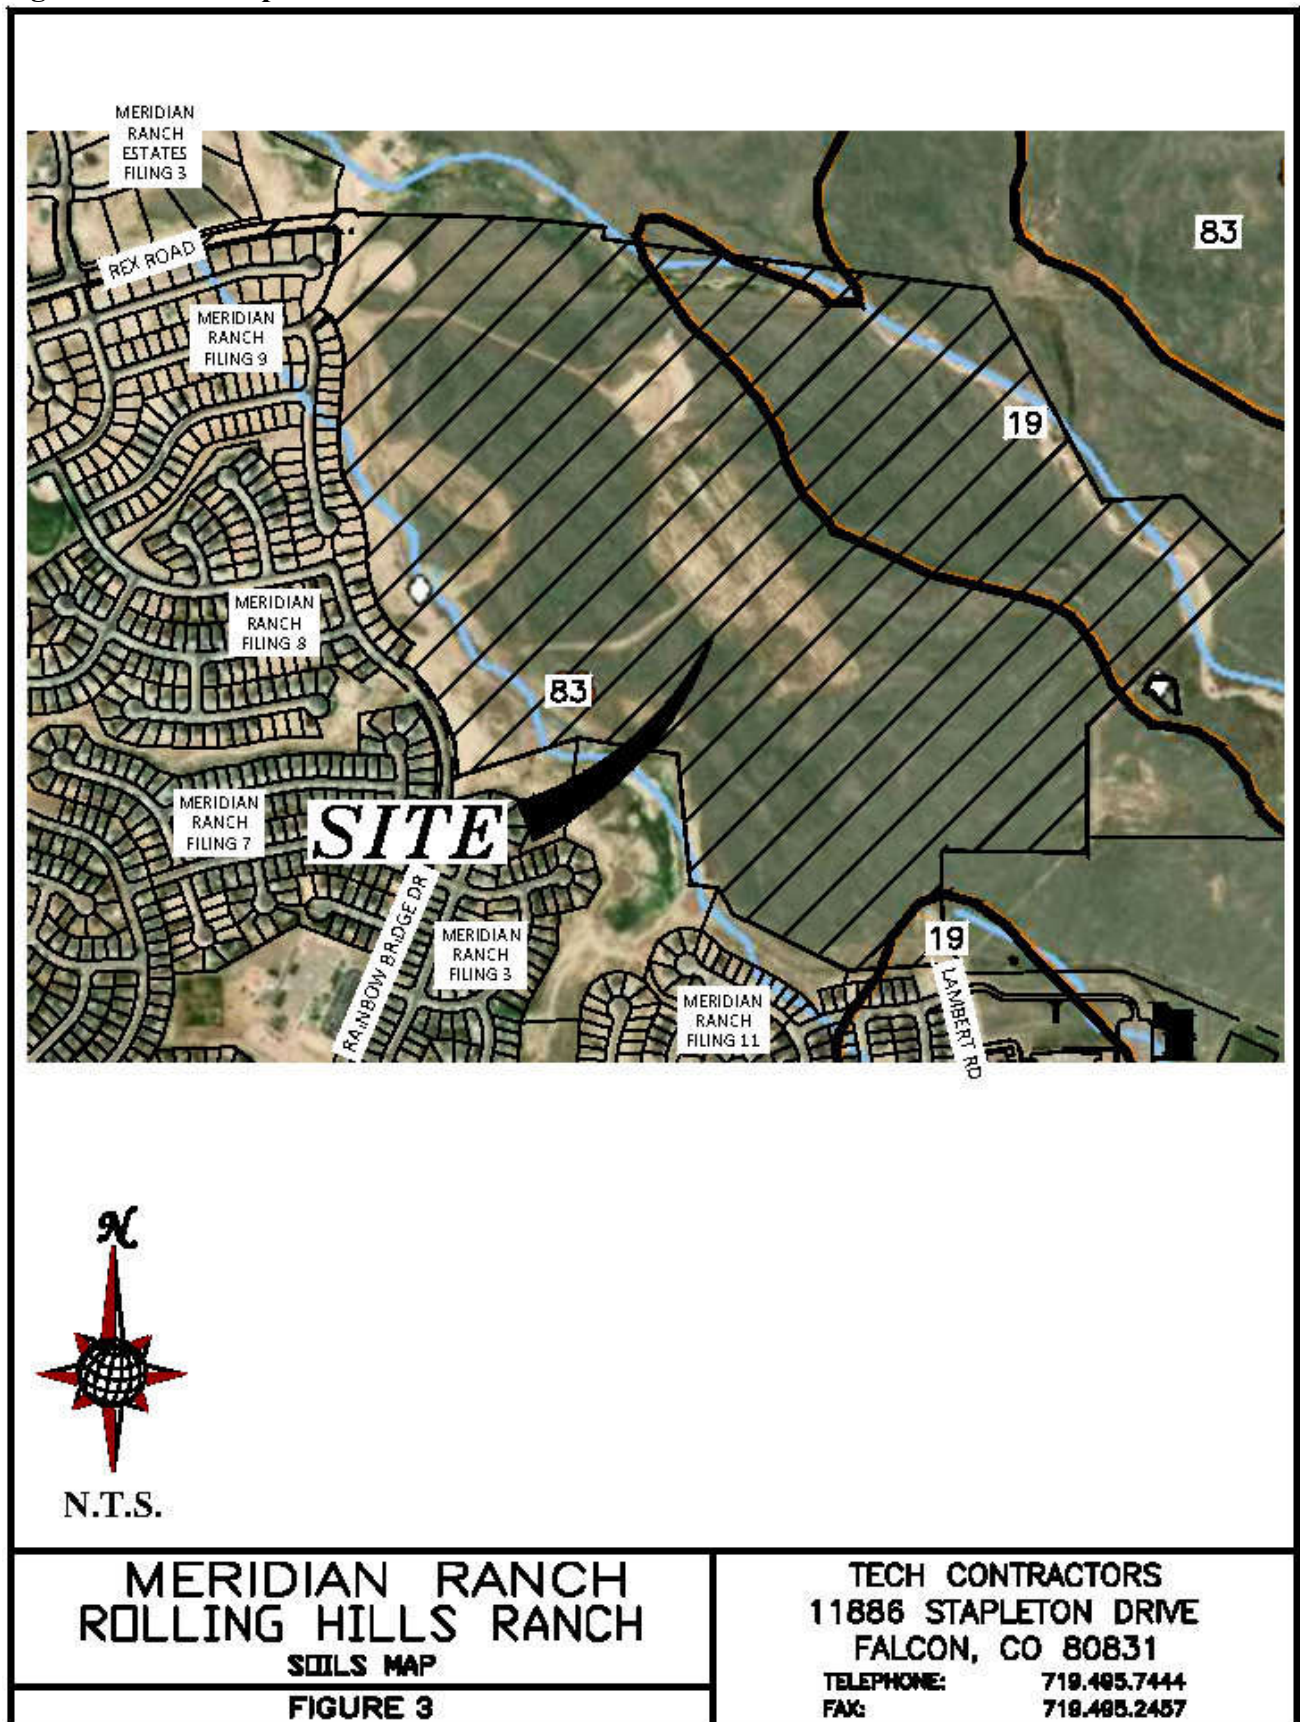 MERIDIAN
RANCH
ESTATES
FILING 3
REX ROAD
83
MERIDIAN
RANCH
FILING 9
19
MERIDIAN
RANCH
FILING 8
83
MERIDIAN
RANCH
FILING 7
SITE
RAINBOW BRIDGE DR
MERIDIAN
RANCH
FILING 3
19
LAMBERT RD
MERIDIAN
RANCH
FILING 11
N
N.T.S.
MERIDIAN RANCH
ROLLING HILLS RANCH
SOILS MAP
FIGURE 3
TECH CONTRACTORS
11886 STAPLETON DRIVE
FALCON, CO 80831
TELEPHONE: 719.495.7444
FAX: 719.495.2457